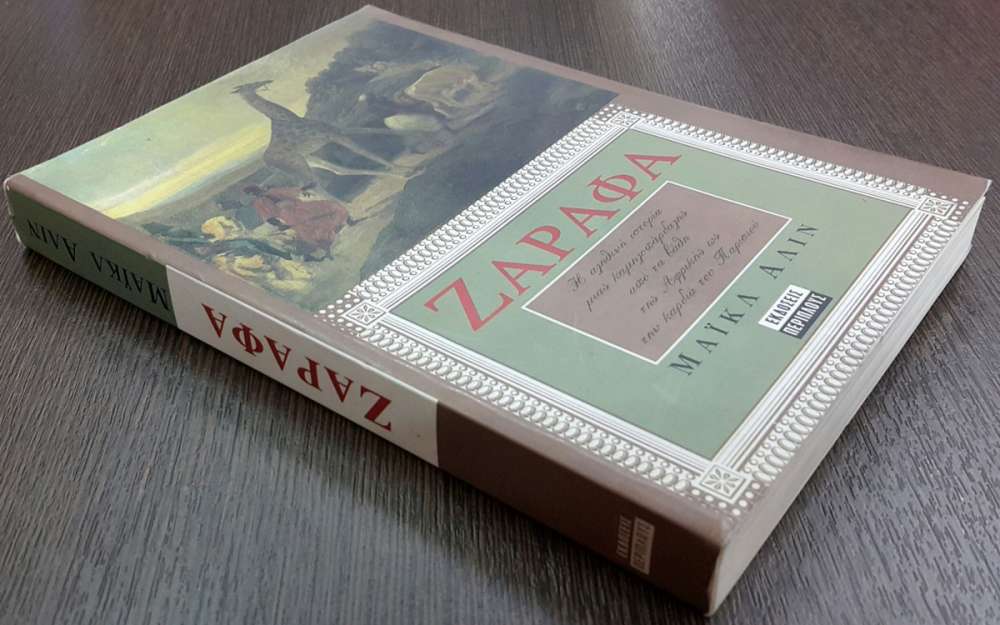 ΖΑΡΑΦΑ
Η αληθινή ιστορία
μιας καμηλοπάρδαλης
από τα βάθη
της Αφρικής ως
την καρδιά του Παρισιού
ΜΑΪΚΛ ΑΛΙΝ
ΕΚΔΟΣΕΙΣ
ΠΕΡΙΠΛΟΥΣ
ΜΑΪΚΛ ΑΛΙΝ
ΖΑΡΑΦΑ
ΕΚΔΟΣΕΙΣ
ΠΕΡΙΠΛΟΥΣ